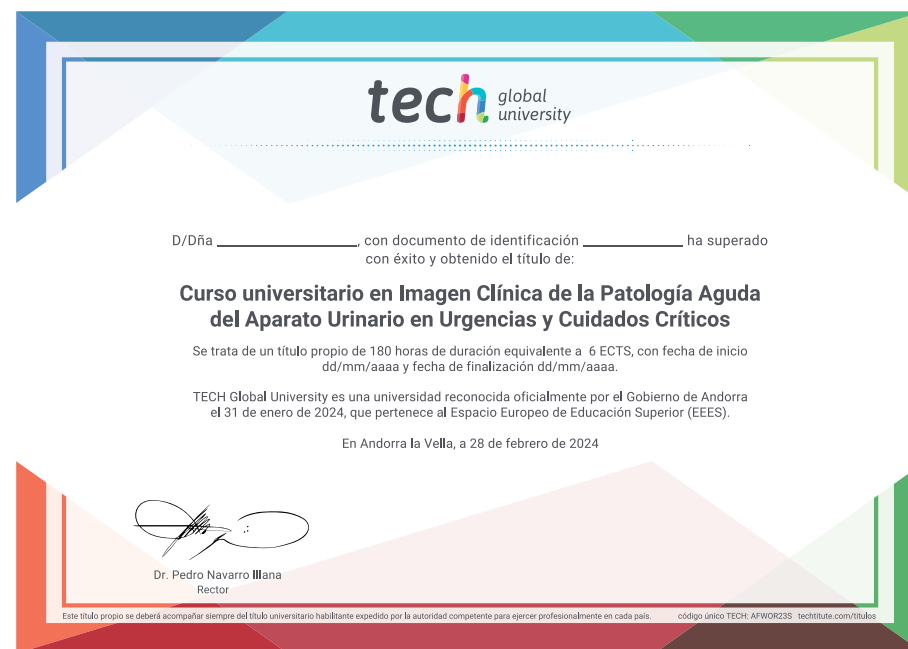 tech global
university
D/Dña ____________________, con documento de identificación ______________ ha superado
con éxito y obtenido el título de:
Curso universitario en Imagen Clínica de la Patología Aguda
del Aparato Urinario en Urgencias y Cuidados Críticos
Se trata de un título propio de 180 horas de duración equivalente a 6 ECTS, con fecha de inicio
dd/mm/aaaa y fecha de finalización dd/mm/aaaa.
TECH Global University es una universidad reconocida oficialmente por el Gobierno de Andorra
el 31 de enero de 2024, que pertenece al Espacio Europeo de Educación Superior (EEES).
En Andorra la Vella, a 28 de febrero de 2024
Dr. Pedro Navarro Illana
Rector
Este título propio se deberá acompañar siempre del título universitario habilitante expedido por la autoridad competente para ejercer profesionalmente en cada país. código único TECH: AFWOR23S techtitute.com/titulos